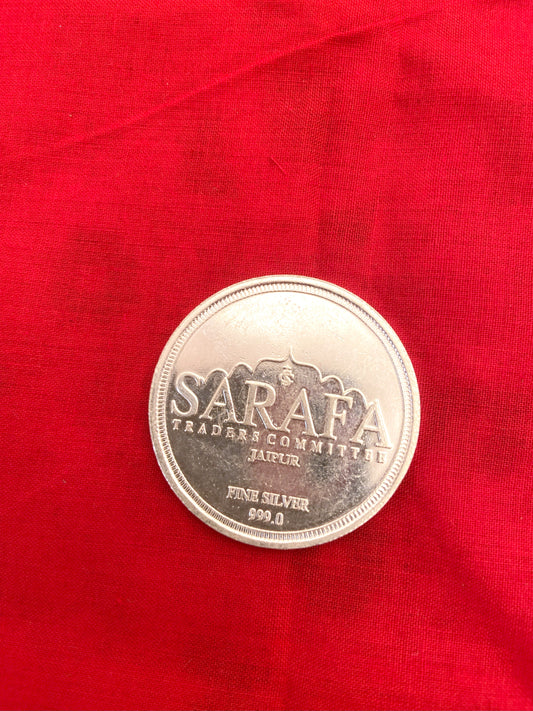 SARAFA
TRADERS COMMITTEE
JAIPUR
FINE SILVER
999.0